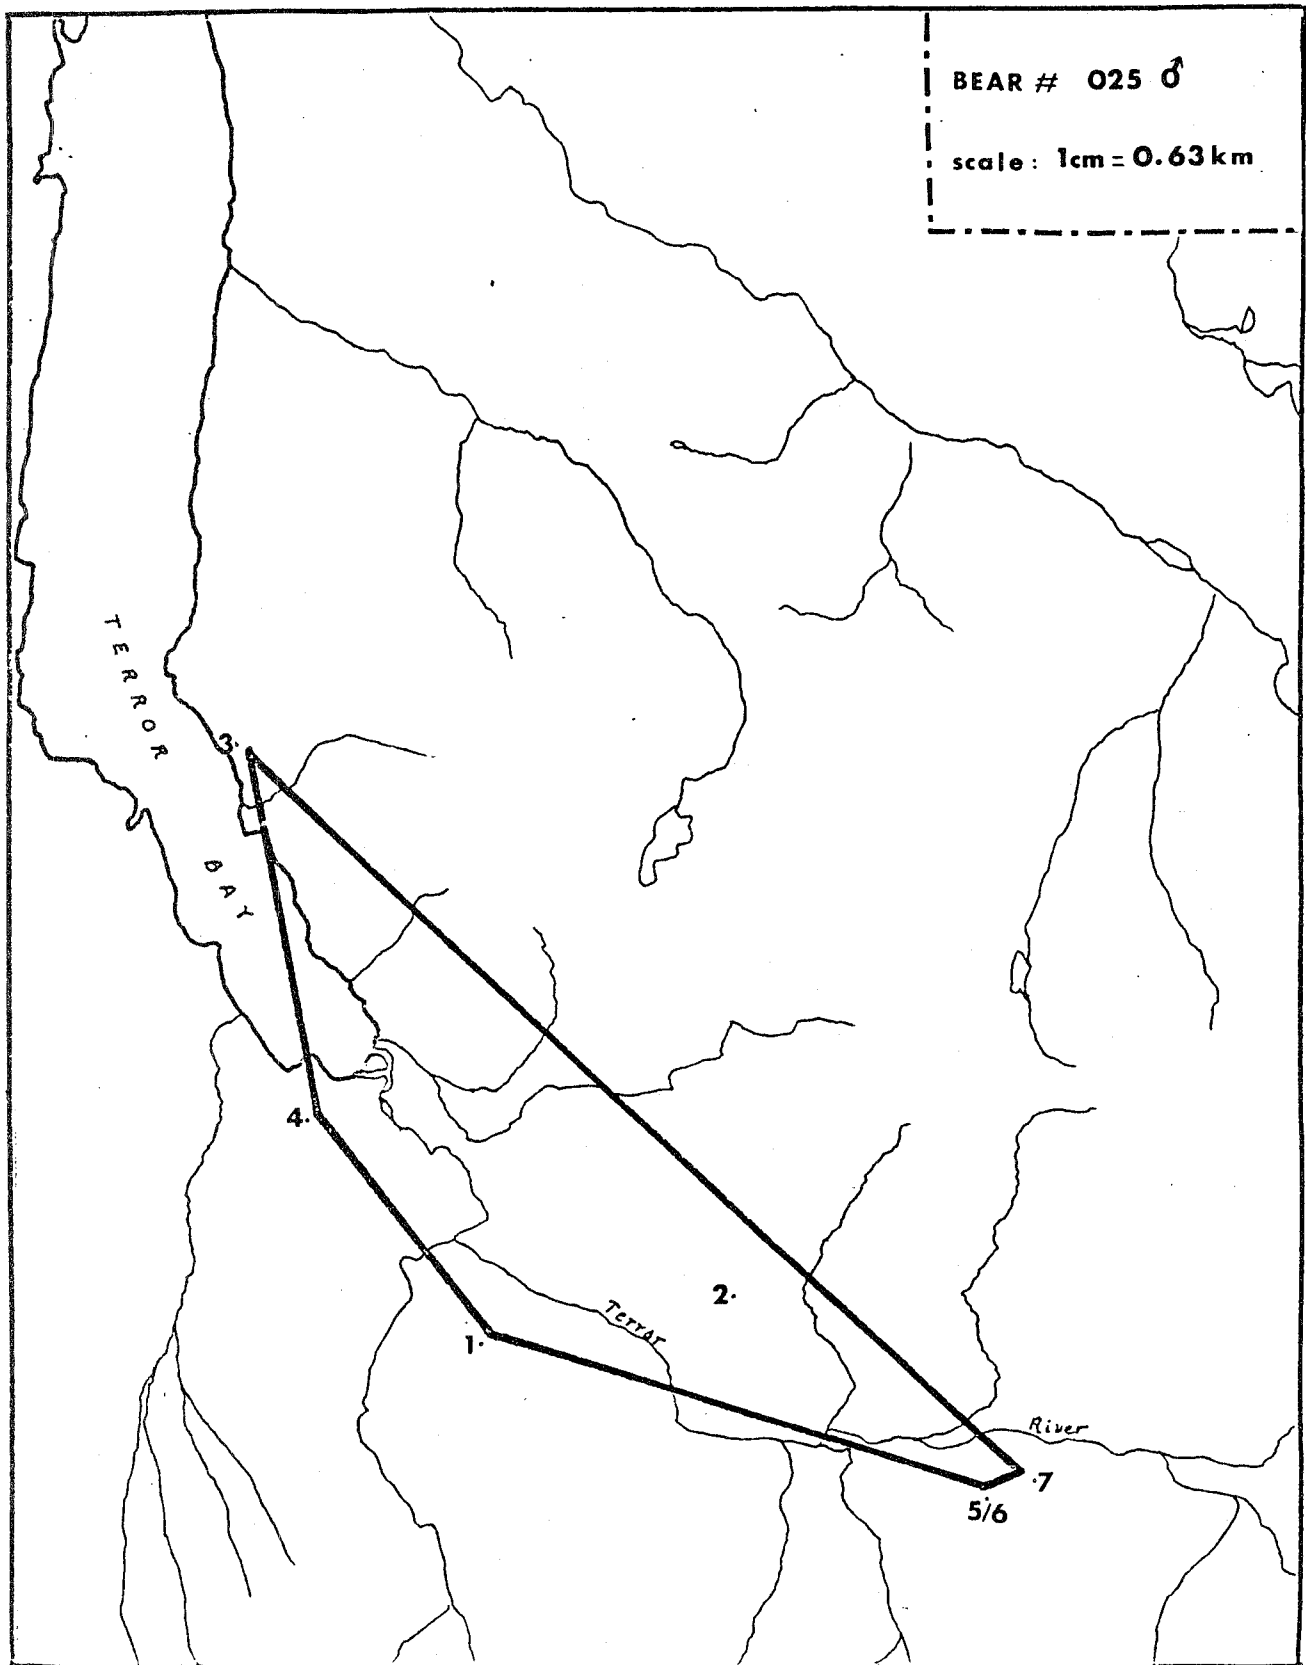 BEAR # 025 ♂
scale: 1cm = 0.63 km
TERROR
BAY
3.
4.
2.
Terror
1.
River
.7
5/6